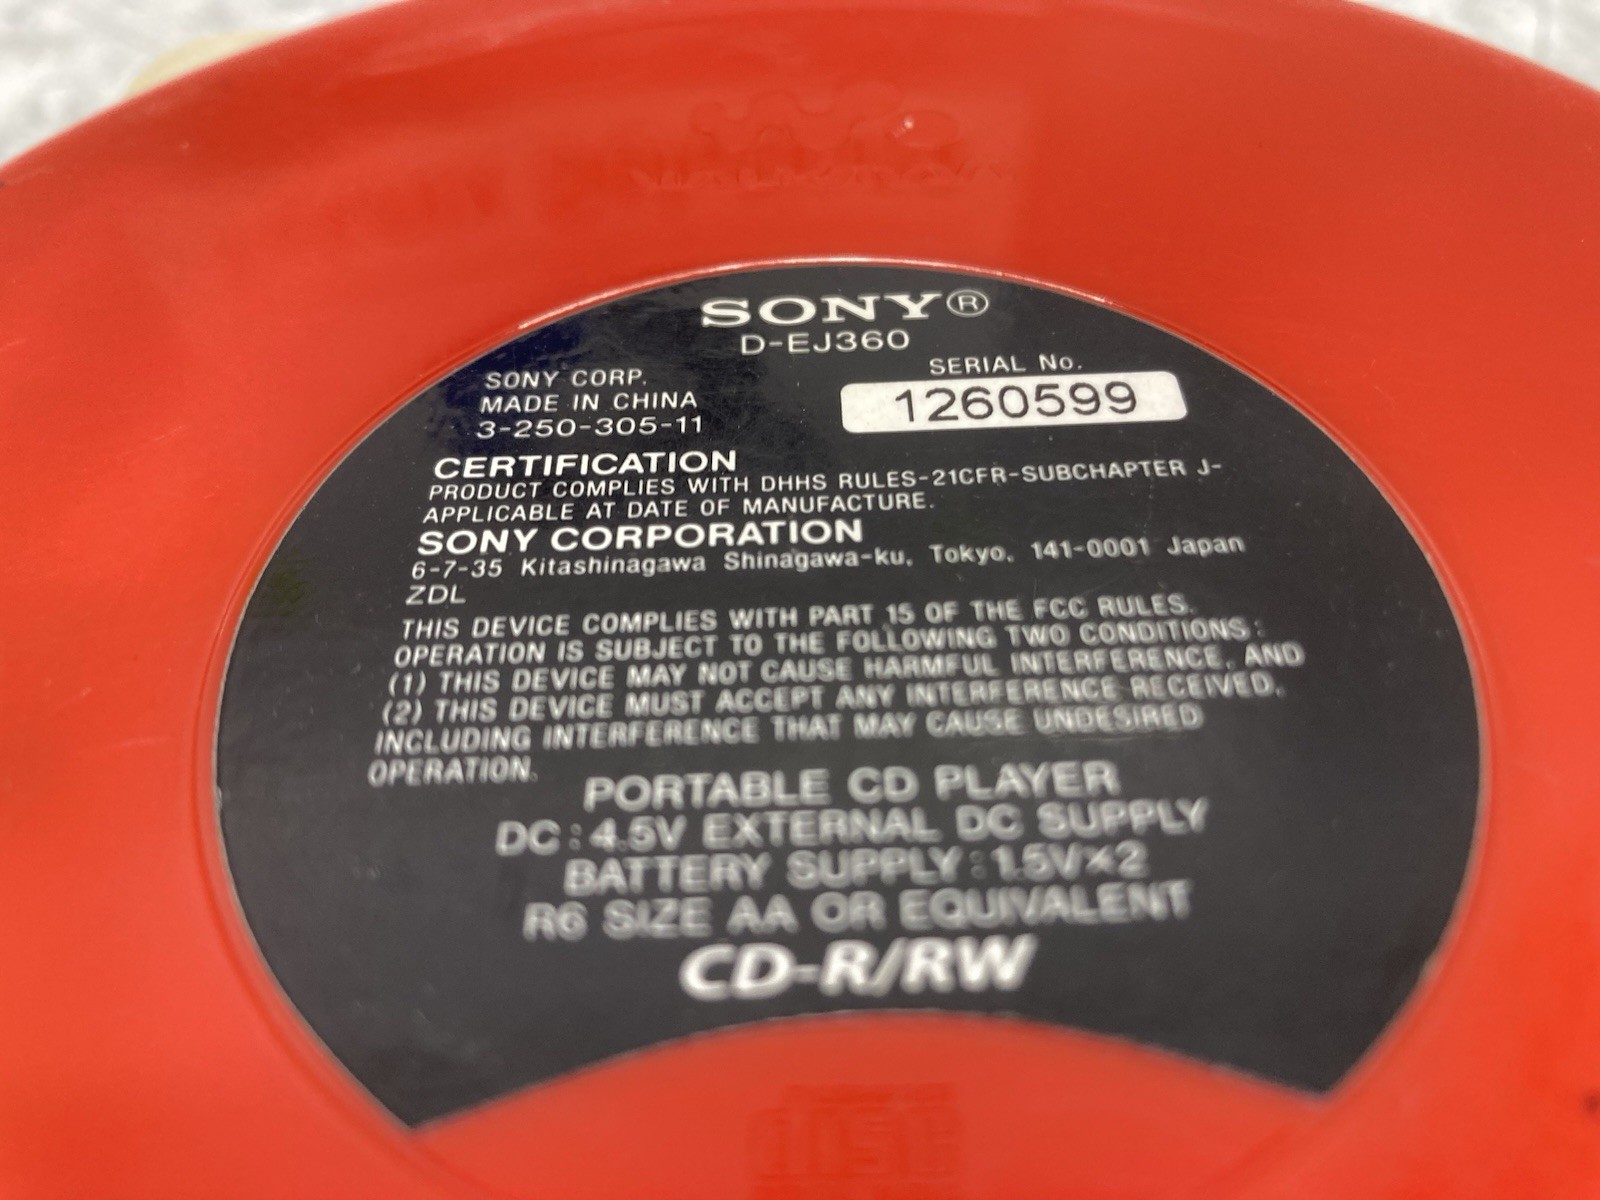 WALKMAN
SONY®
D-EJ360
SONY CORP.
MADE IN CHINA
3-250-305-11
SERIAL No.
1260599
CERTIFICATION
PRODUCT COMPLIES WITH DHHS RULES-21CFR-SUBCHAPTER J-
APPLICABLE AT DATE OF MANUFACTURE.
SONY CORPORATION
6-7-35 Kitashinagawa Shinagawa-ku, Tokyo, 141-0001 Japan
ZDL
THIS DEVICE COMPLIES WITH PART 15 OF THE FCC RULES.
OPERATION IS SUBJECT TO THE FOLLOWING TWO CONDITIONS:
(1) THIS DEVICE MAY NOT CAUSE HARMFUL INTERFERENCE, AND
(2) THIS DEVICE MUST ACCEPT ANY INTERFERENCE RECEIVED,
INCLUDING INTERFERENCE THAT MAY CAUSE UNDESIRED
OPERATION.
PORTABLE CD PLAYER
DC:4.5V EXTERNAL DC SUPPLY
BATTERY SUPPLY:1.5V×2
R6 SIZE AA OR EQUIVALENT
CD-R/RW
disc